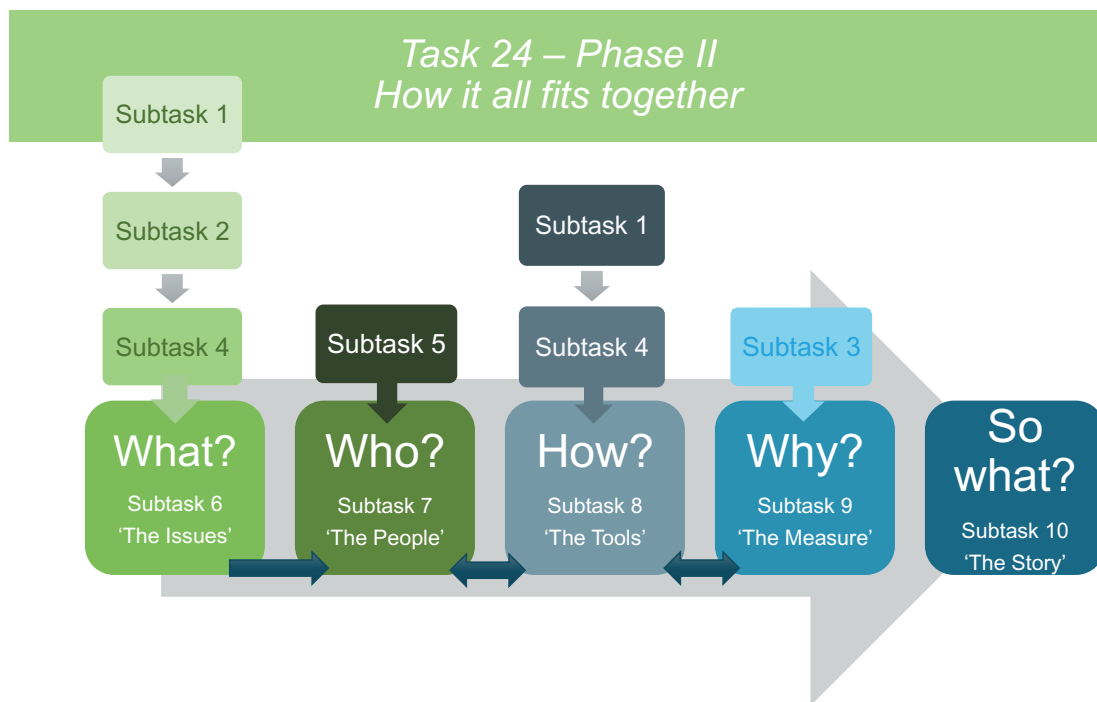 Task 24 – Phase II
How it all fits together
Subtask 1
Subtask 2
Subtask 1
Subtask 4
Subtask 5
Subtask 4
Subtask 3
What?
Subtask 6
‘The Issues’
Who?
Subtask 7
‘The People’
How?
Subtask 8
‘The Tools’
Why?
Subtask 9
‘The Measure’
So
what?
Subtask 10
‘The Story’